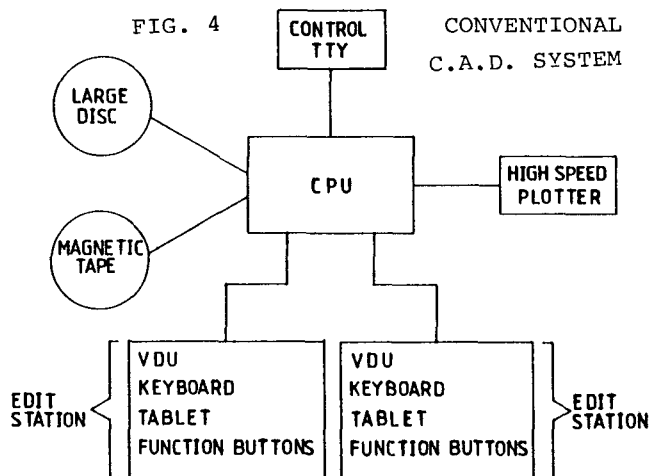 FIG. 4
CONVENTIONAL
C.A.D. SYSTEM
CONTROL
TTY
LARGE
DISC
CPU
HIGH SPEED
PLOTTER
MAGNETIC
TAPE
EDIT
STATION
VDU
KEYBOARD
TABLET
FUNCTION BUTTONS
VDU
KEYBOARD
TABLET
FUNCTION BUTTONS
EDIT
STATION